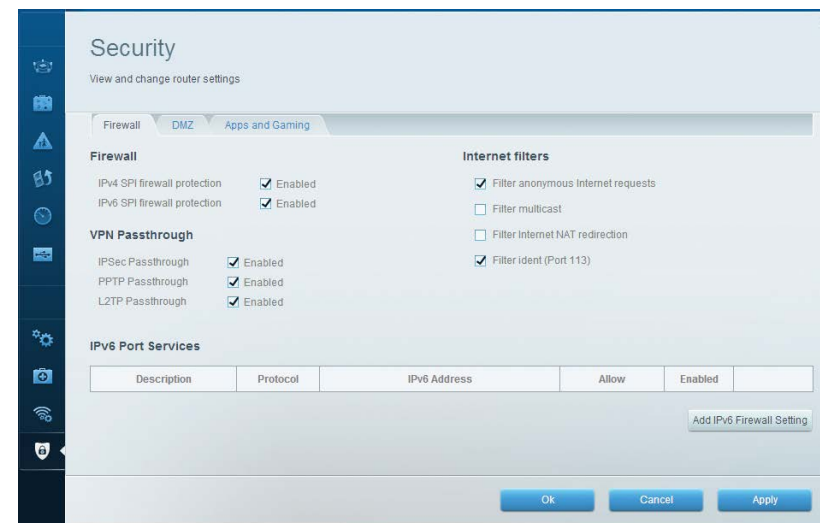 Security
View and change router settings
Firewall DMZ Apps and Gaming
Firewall
IPv4 SPI firewall protection Enabled
IPv6 SPI firewall protection Enabled
VPN Passthrough
IPSec Passthrough Enabled
PPTP Passthrough Enabled
L2TP Passthrough Enabled
Internet filters
Filter anonymous Internet requests
Filter multicast
Filter Internet NAT redirection
Filter ident (Port 113)
IPv6 Port Services
Description Protocol IPv6 Address Allow Enabled
Add IPv6 Firewall Setting
Ok Cancel Apply